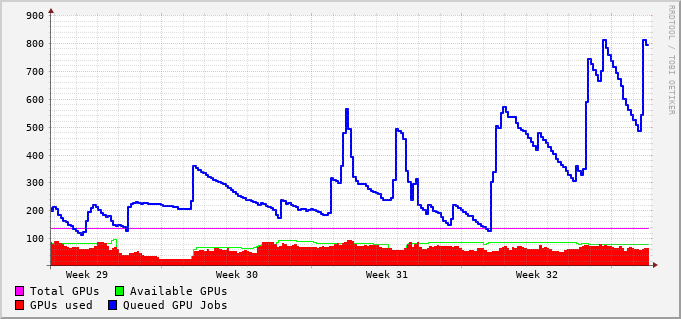 900
800
700
600
500
400
300
200
100
Week 29 Week 30 Week 31 Week 32
Total GPUs Available GPUs
GPUs used Queued GPU Jobs
RRDTOOL / TOBI OETIKER